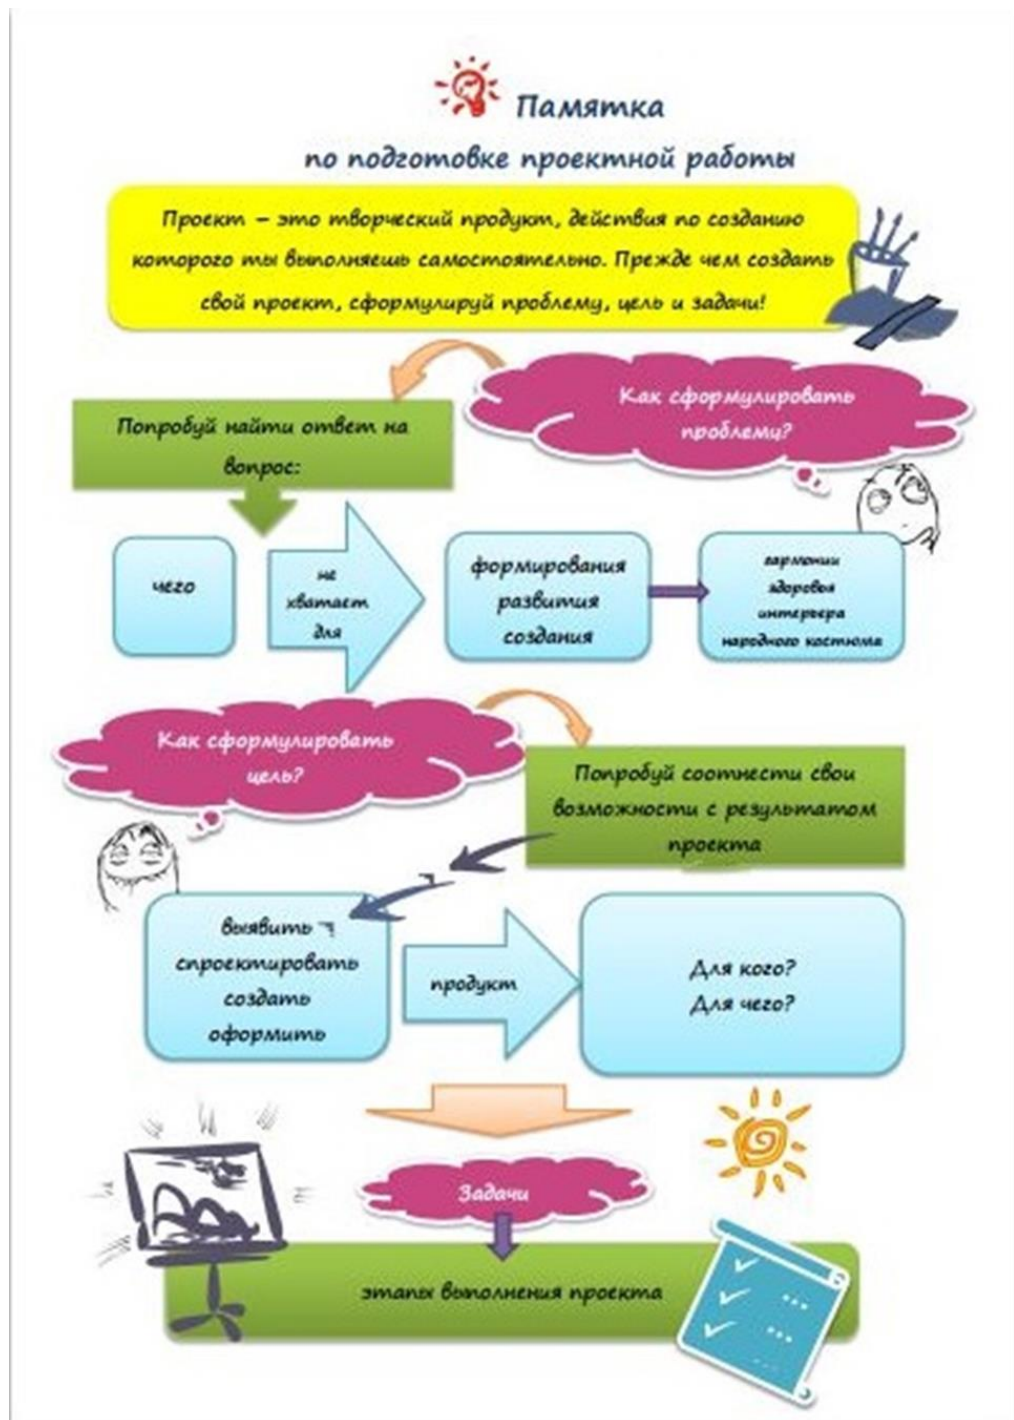 Памятка
по подготовке проектной работы
Проект – это творческий продукт, действия по созданию
которого ты выполняешь самостоятельно. Прежде чем создать
свой проект, сформулируй проблему, цель и задачи!
Как сформулировать
проблему?
Попробуй найти ответ на
вопрос:
чего
не
хватает
для
формирования
развития
создания
гармонии
здоровья
интерьера
народного костюма
Как сформулировать
цель?
Попробуй соотнести свои
возможности с результатом
проекта
выявить
спроектировать
создать
оформить
продукт
Для кого?
Для чего?
Задачи
этапы выполнения проекта